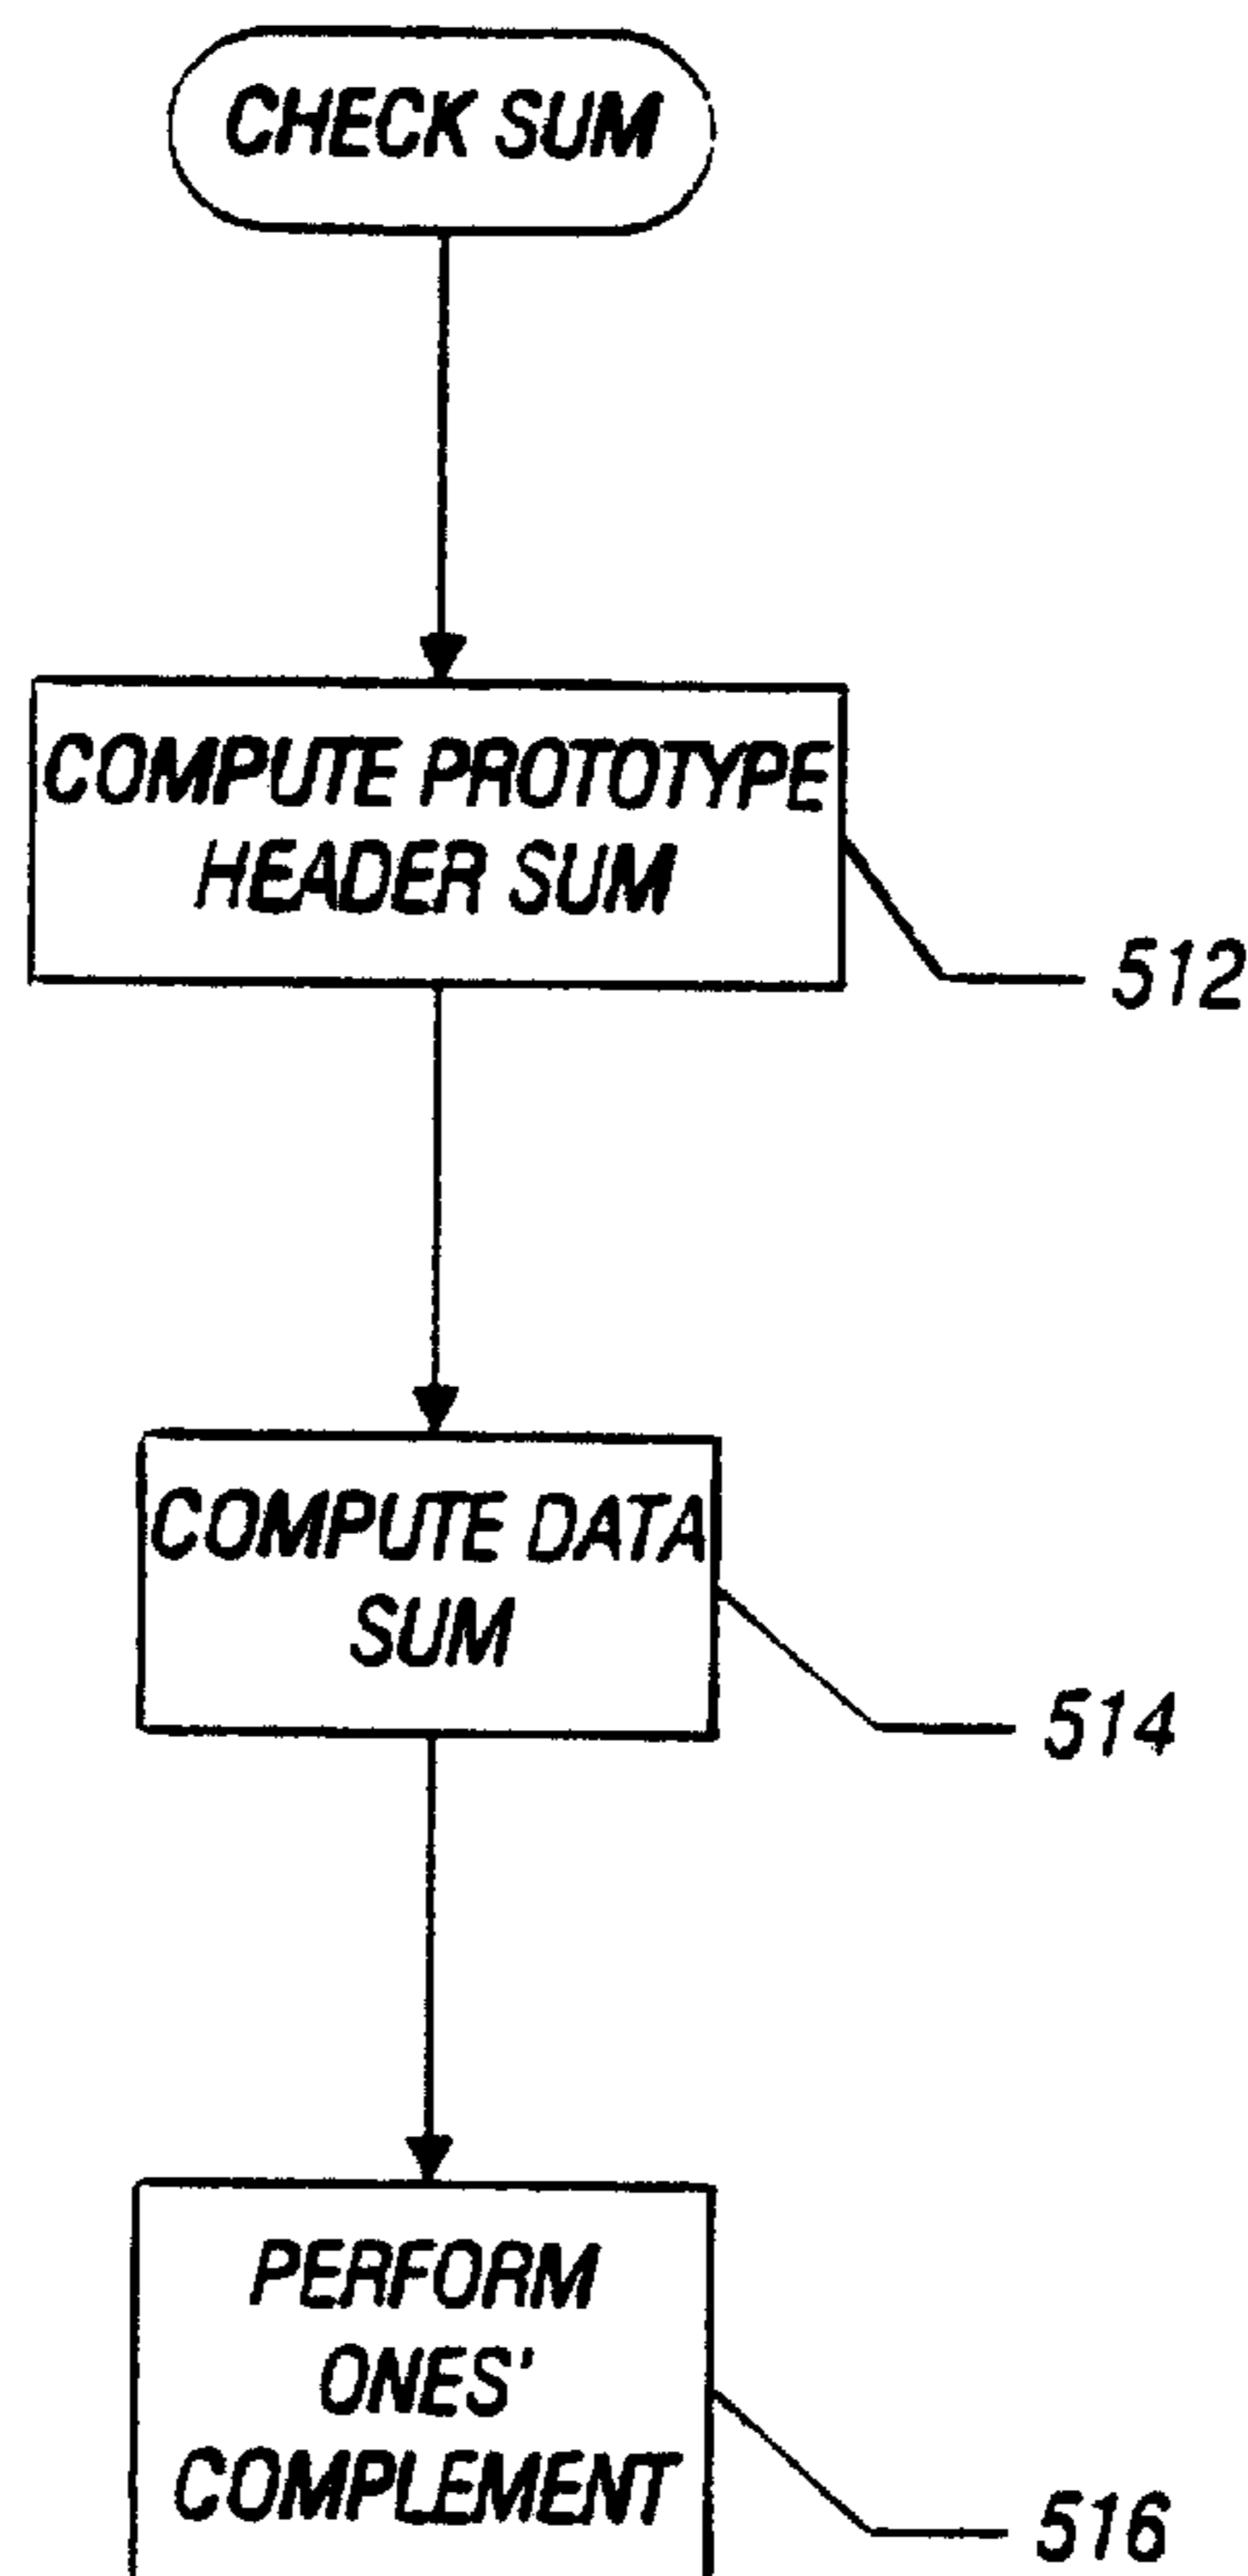 CHECK SUM
COMPUTE PROTOTYPE
HEADER SUM
512
COMPUTE DATA
SUM
514
PERFORM
ONES'
COMPLEMENT
516